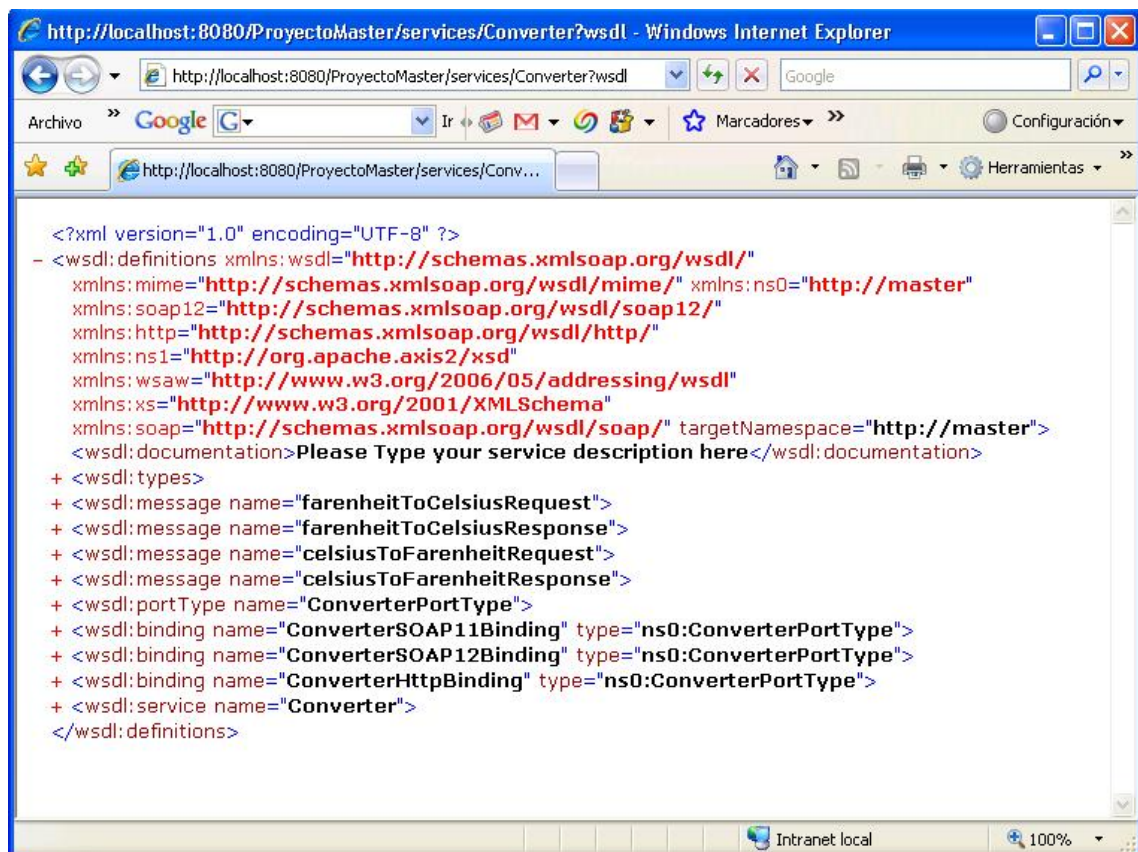 http://localhost:8080/ProyectoMaster/services/Converter?wsdl - Windows Internet Explorer
http://localhost:8080/ProyectoMaster/services/Converter?wsdl Google
Archivo » Google G Ir Marcadores » Configuración
http://localhost:8080/ProyectoMaster/services/Conv... Herramientas »
<?xml version="1.0" encoding="UTF-8" ?>
- <wsdl:definitions xmlns:wsdl="http://schemas.xmlsoap.org/wsdl/"
xmlns:mime="http://schemas.xmlsoap.org/wsdl/mime/" xmlns:ns0="http://master"
xmlns:soap12="http://schemas.xmlsoap.org/wsdl/soap12/"
xmlns:http="http://schemas.xmlsoap.org/wsdl/http/"
xmlns:ns1="http://org.apache.axis2/xsd"
xmlns:wsaw="http://www.w3.org/2006/05/addressing/wsdl"
xmlns:xs="http://www.w3.org/2001/XMLSchema"
xmlns:soap="http://schemas.xmlsoap.org/wsdl/soap/" targetNamespace="http://master">
<wsdl:documentation>Please Type your service description here</wsdl:documentation>
+ <wsdl:types>
+ <wsdl:message name="farenheitToCelsiusRequest">
+ <wsdl:message name="farenheitToCelsiusResponse">
+ <wsdl:message name="celsiusToFarenheitRequest">
+ <wsdl:message name="celsiusToFarenheitResponse">
+ <wsdl:portType name="ConverterPortType">
+ <wsdl:binding name="ConverterSOAP11Binding" type="ns0:ConverterPortType">
+ <wsdl:binding name="ConverterSOAP12Binding" type="ns0:ConverterPortType">
+ <wsdl:binding name="ConverterHttpBinding" type="ns0:ConverterPortType">
+ <wsdl:service name="Converter">
</wsdl:definitions>
Intranet local 100%